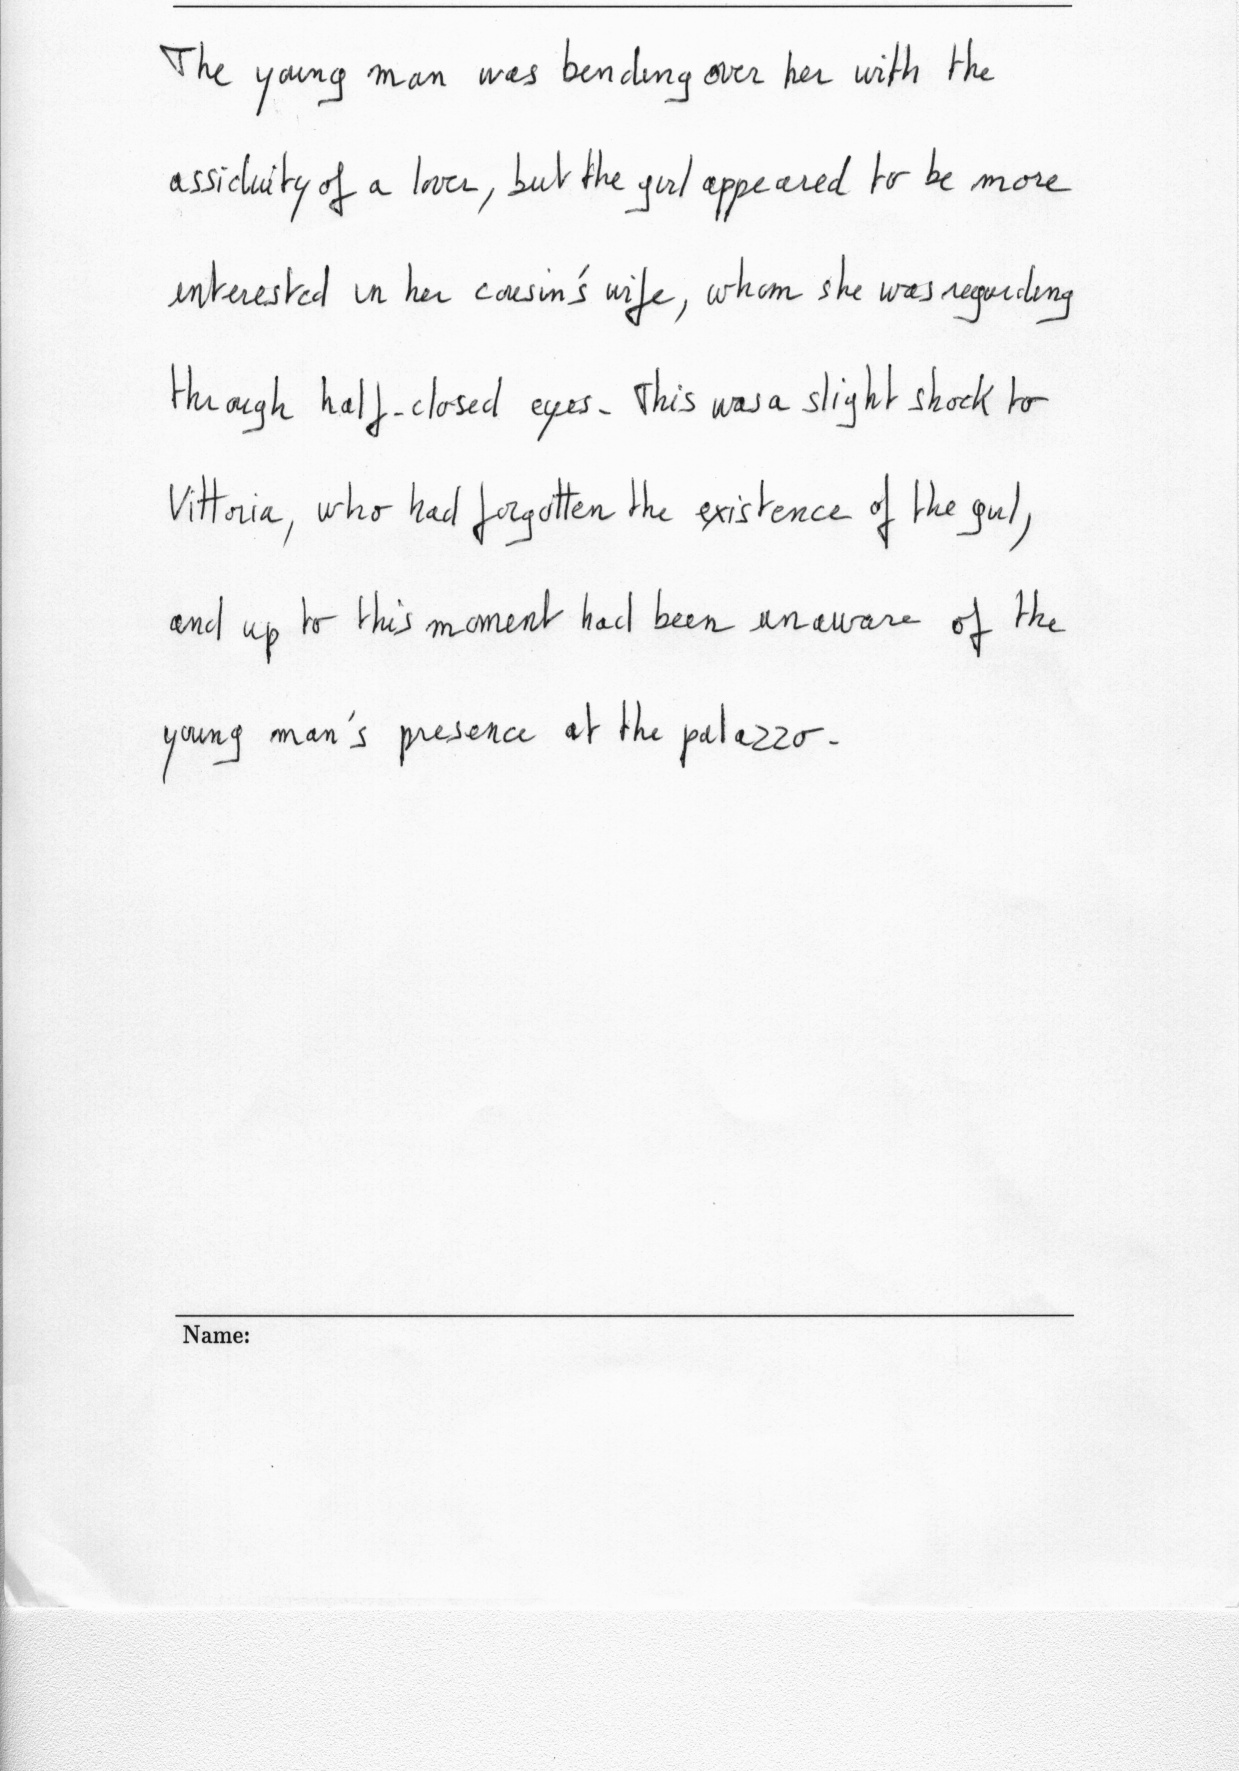 The young man was bending over her with the
assiduity of a lover, but the girl appeared to be more
interested in her cousin's wife, whom she was regarding
through half-closed eyes. This was a slight shock to
Vittoria, who had forgotten the existence of the girl,
and up to this moment had been unaware of the
young man's presence at the palazzo.
Name: